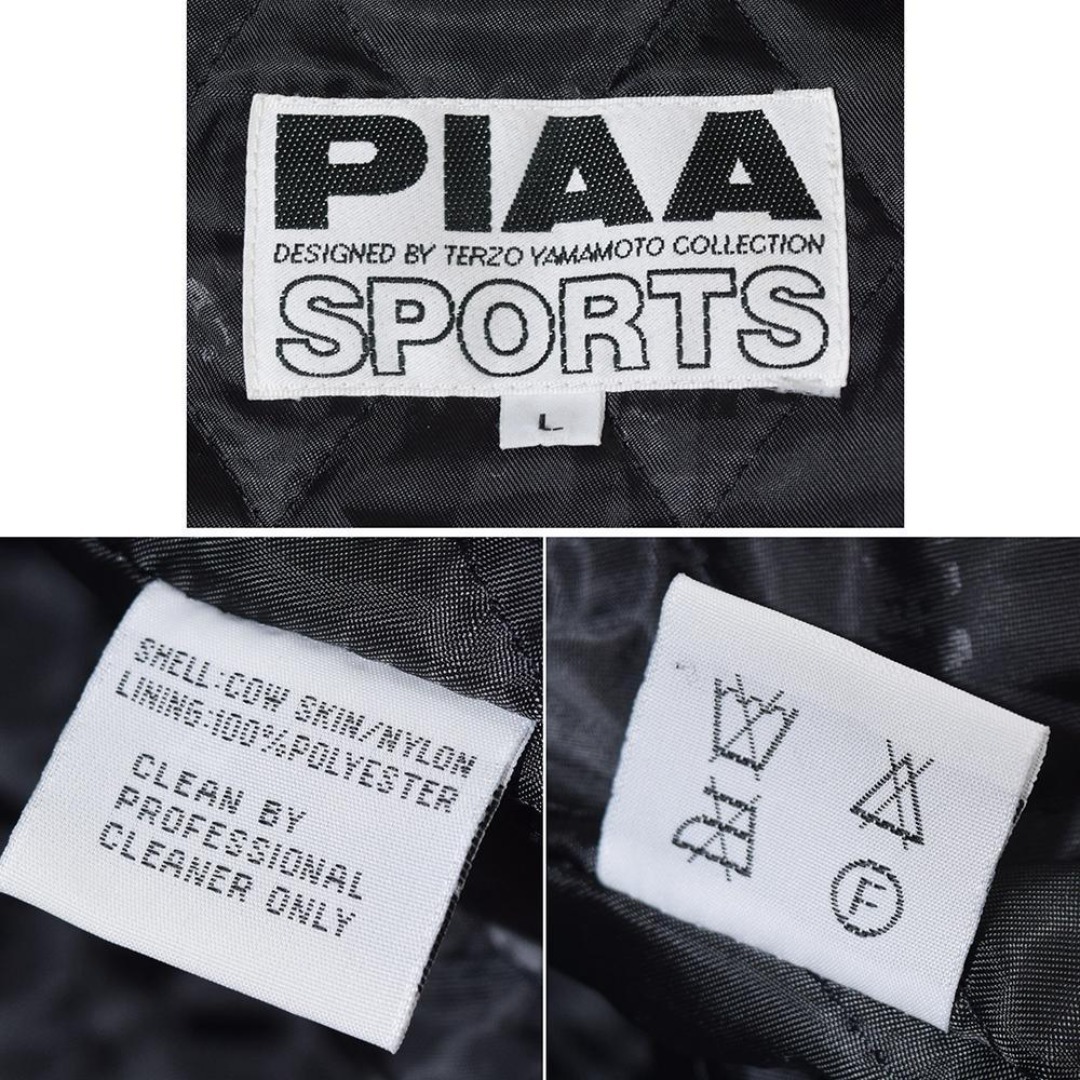 PIAA
DESIGNED BY TERZO YAMAMOTO COLLECTION
SPORTS
L
SHELL:COW SKIN/NYLON
LINING:100%POLYESTER
CLEAN BY
PROFESSIONAL
CLEANER ONLY
F